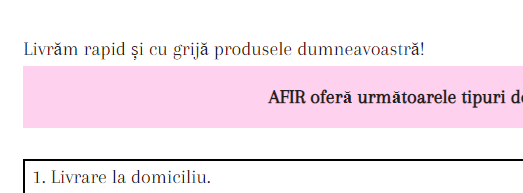 Livrăm rapid și cu grijă produsele dumneavoastră!
AFIR oferă următoarele tipuri
1. Livrare la domiciliu.